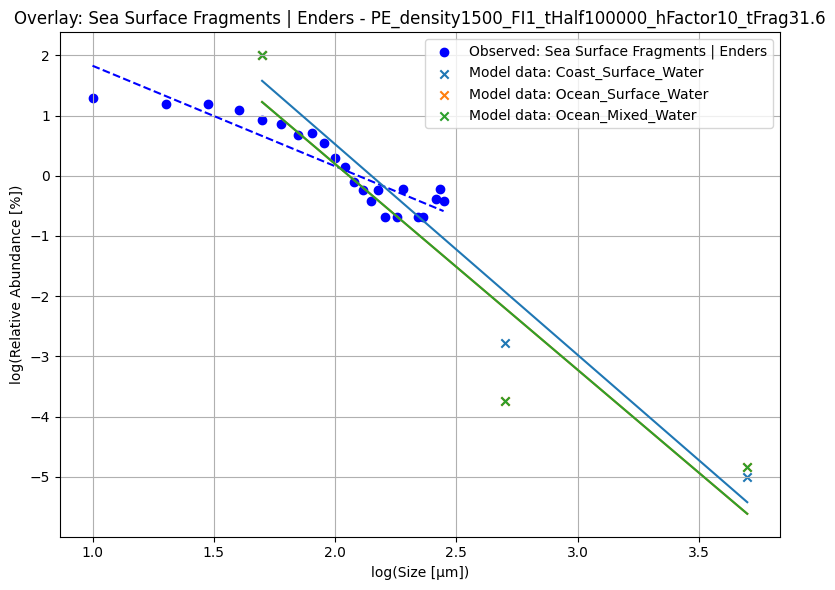 Overlay: Sea Surface Fragments | Enders - PE_density1500_FI1_tHalf100000_hFactor10_tFrag31.6
Observed: Sea Surface Fragments | Enders
Model data: Coast_Surface_Water
Model data: Ocean_Surface_Water
Model data: Ocean_Mixed_Water
log(Relative Abundance [%])
2
1
0
−1
−2
−3
−4
−5
1.0 1.5 2.0 2.5 3.0 3.5
log(Size [μm])